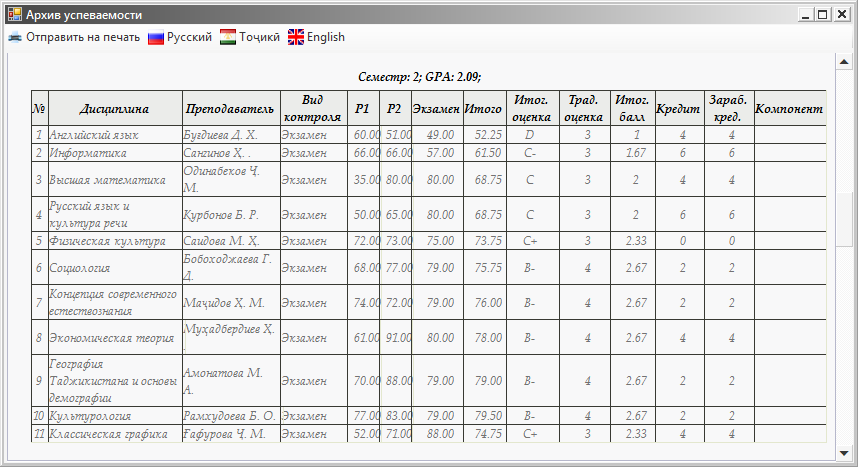 Архив успеваемости
Отправить на печать Русский Тоҷикӣ English
Семестр: 2; GPA: 2.09;
№ Дисциплина Преподаватель Вид контроля Р1 Р2 Экзамен Итого Итог. оценка Трад. оценка Итог. балл Кредит Зараб. кред. Компонент
1 Английский язык Буғдиева Д. Х. Экзамен 60.00 51.00 49.00 52.25 D 3 1 4 4
2 Информатика Сангинов Ҳ. . Экзамен 66.00 66.00 57.00 61.50 C- 3 1.67 6 6
3 Высшая математика Одинабеков Ҷ. М. Экзамен 35.00 80.00 80.00 68.75 C 3 2 4 4
4 Русский язык и культура речи Қурбонов Б. Р. Экзамен 50.00 65.00 80.00 68.75 C 3 2 6 6
5 Физическая культура Саидова М. Ҳ. Экзамен 72.00 73.00 75.00 73.75 C+ 3 2.33 0 0
6 Социология Бобоходжаева Г. Д. Экзамен 68.00 77.00 79.00 75.75 B- 4 2.67 2 2
7 Концепция современного естествознания Маҷидов Ҳ. М. Экзамен 74.00 72.00 79.00 76.00 B- 4 2.67 2 2
8 Экономическая теория Муҳадбердиев Ҳ. . Экзамен 61.00 91.00 80.00 78.00 B- 4 2.67 4 4
9 География Таджикистана и основы демографии Амонатова М. А. Экзамен 70.00 88.00 79.00 79.00 B- 4 2.67 2 2
10 Культурология Рамхудоева Б. О. Экзамен 77.00 83.00 79.00 79.50 B- 4 2.67 2 2
11 Классическая графика Ғафурова Ҷ. М. Экзамен 52.00 71.00 88.00 74.75 C+ 3 2.33 4 4